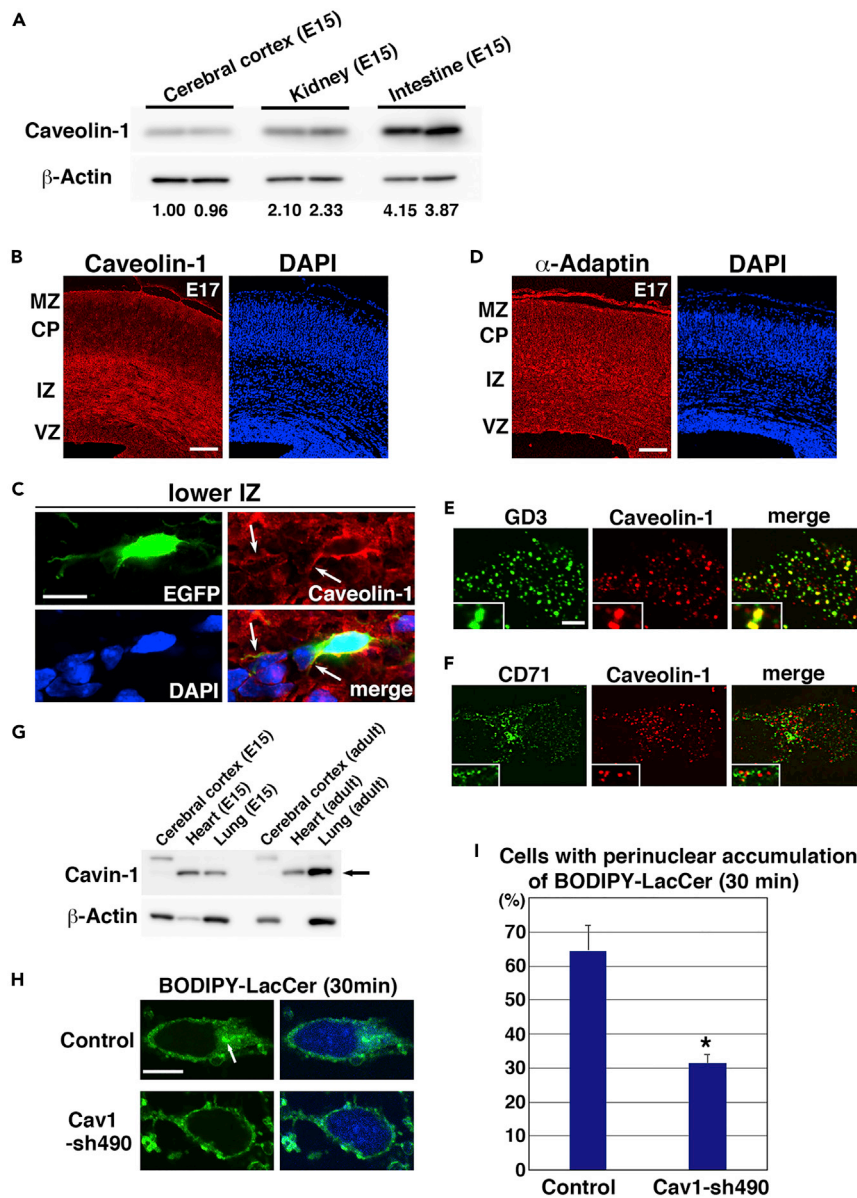 A
Cerebral cortex (E15)
Kidney (E15)
Intestine (E15)
Caveolin-1
β-Actin
1.00 0.96 2.10 2.33 4.15 3.87
B
Caveolin-1 DAPI
E17
MZ
CP
IZ
VZ
D
α-Adaptin DAPI
E17
MZ
CP
IZ
VZ
C
lower IZ
EGFP Caveolin-1
DAPI merge
E
GD3 Caveolin-1 merge
F
CD71 Caveolin-1 merge
G
Cerebral cortex (E15)
Heart (E15)
Lung (E15)
Cerebral cortex (adult)
Heart (adult)
Lung (adult)
Cavin-1
β-Actin
H
BODIPY-LacCer (30min)
Control
Cav1
-sh490
I Cells with perinuclear accumulation
of BODIPY-LacCer (30 min)
(%)
70
60
50
40
30
20
10
0
*
Control Cav1-sh490